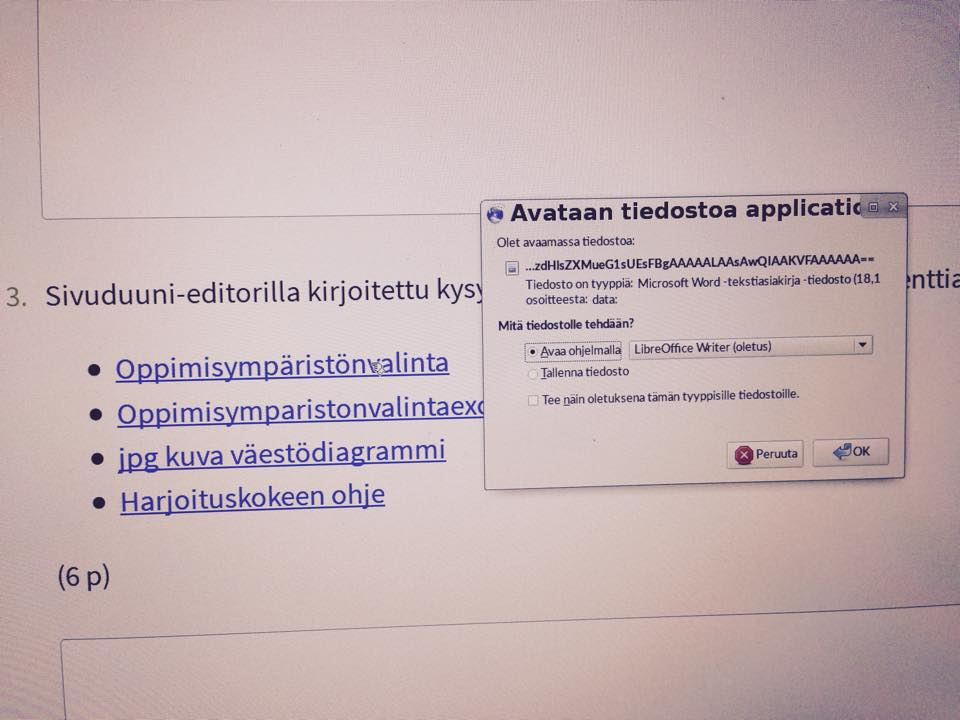 Avataan tiedostoa applicatio
Olet avaamassa tiedostoa:
...zdHlsZXMueG1sUEsFBgAAAAALAAsAwQIAAKVFAAAAAA==
Tiedosto on tyyppiä: Microsoft Word -tekstiasiakirja -tiedosto (18,1
osoitteesta: data:
Mitä tiedostolle tehdään?
Avaa ohjelmalla LibreOffice Writer (oletus)
Tallenna tiedosto
Tee näin oletuksena tämän tyyppisille tiedostoille.
Peruuta OK
3. Sivuduuni-editorilla kirjoitettu kysy enttia
Oppimisympäristönvalinta
Oppimisymparistonvalintaexc
jpg kuva väestödiagrammi
Harjoituskokeen ohje
(6 p)